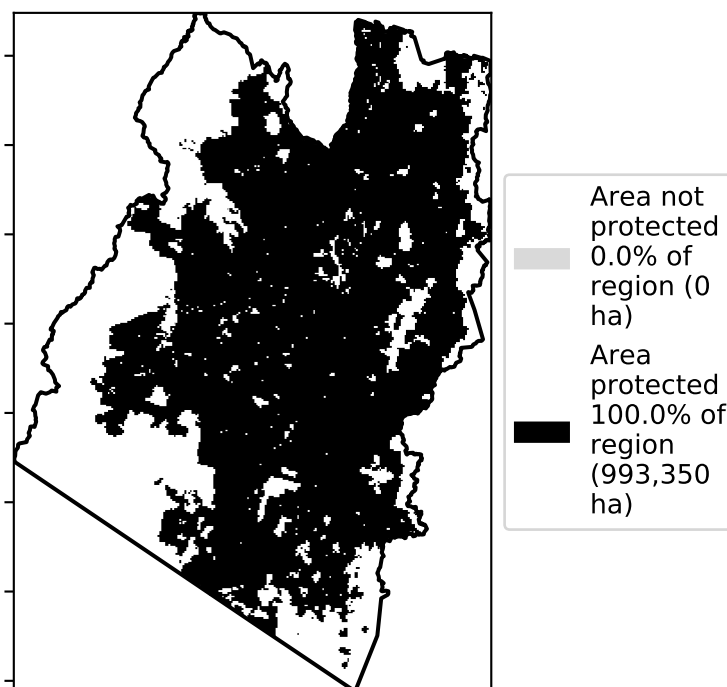 Area not
protected
0.0% of
region (0
ha)
Area
protected
100.0% of
region
(993,350
ha)